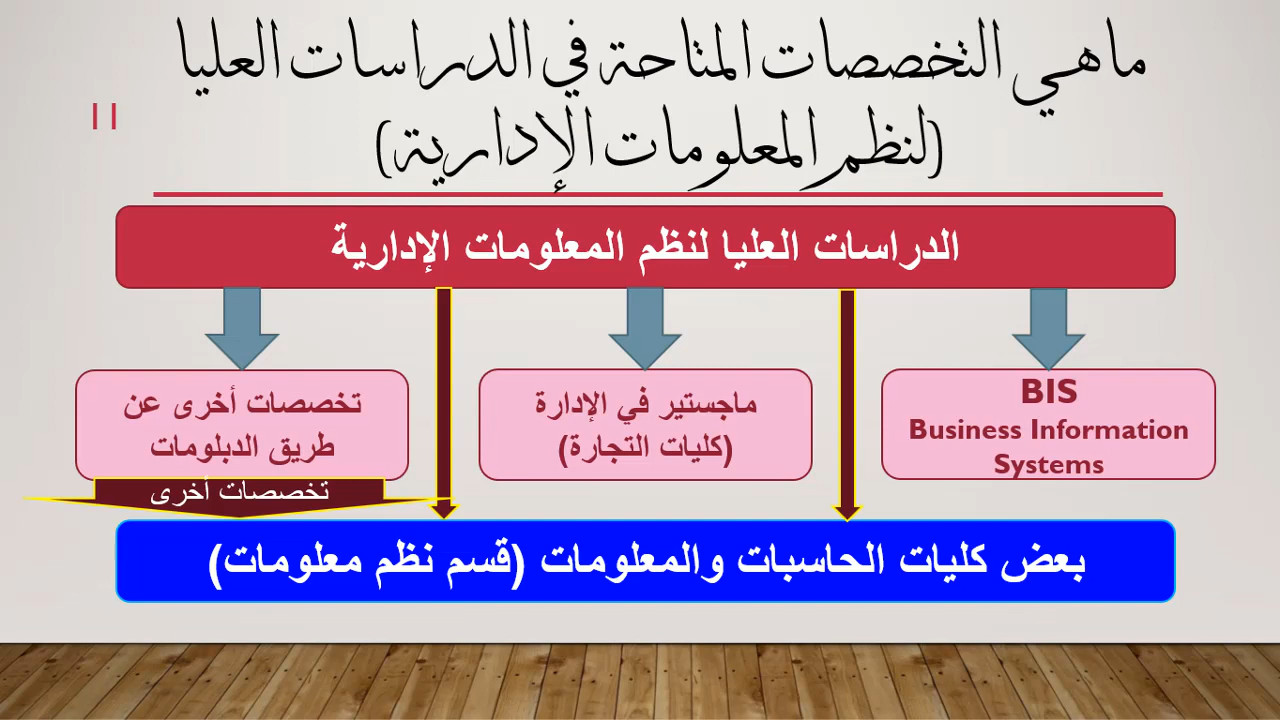 ماهي التخصصات المتاحة في الدراسات العليا
(لنظم المعلومات الإدارية)
11
الدراسات العليا لنظم المعلومات الإدارية
BIS
Business Information
Systems
ماجستير في الإدارة
(كليات التجارة)
تخصصات أخرى عن
طريق الدبلومات
تخصصات أخرى
بعض كليات الحاسبات والمعلومات (قسم نظم معلومات)